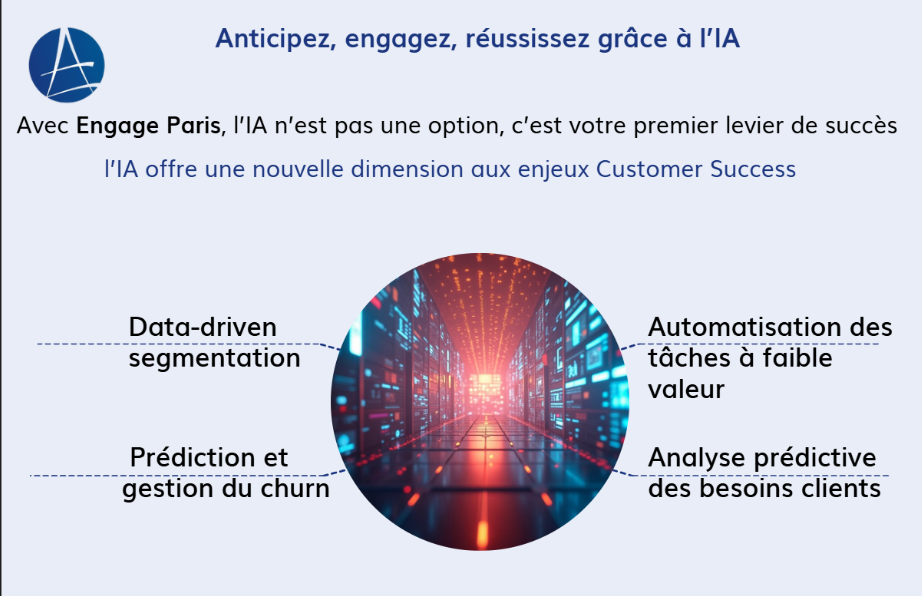 Anticipez, engagez, réussissez grâce à l'IA
Avec Engage Paris, l'IA n'est pas une option, c'est votre premier levier de succès
l'IA offre une nouvelle dimension aux enjeux Customer Success
Data-driven
segmentation
Automatisation des
tâches à faible
valeur
Prédiction et
gestion du churn
Analyse prédictive
des besoins clients